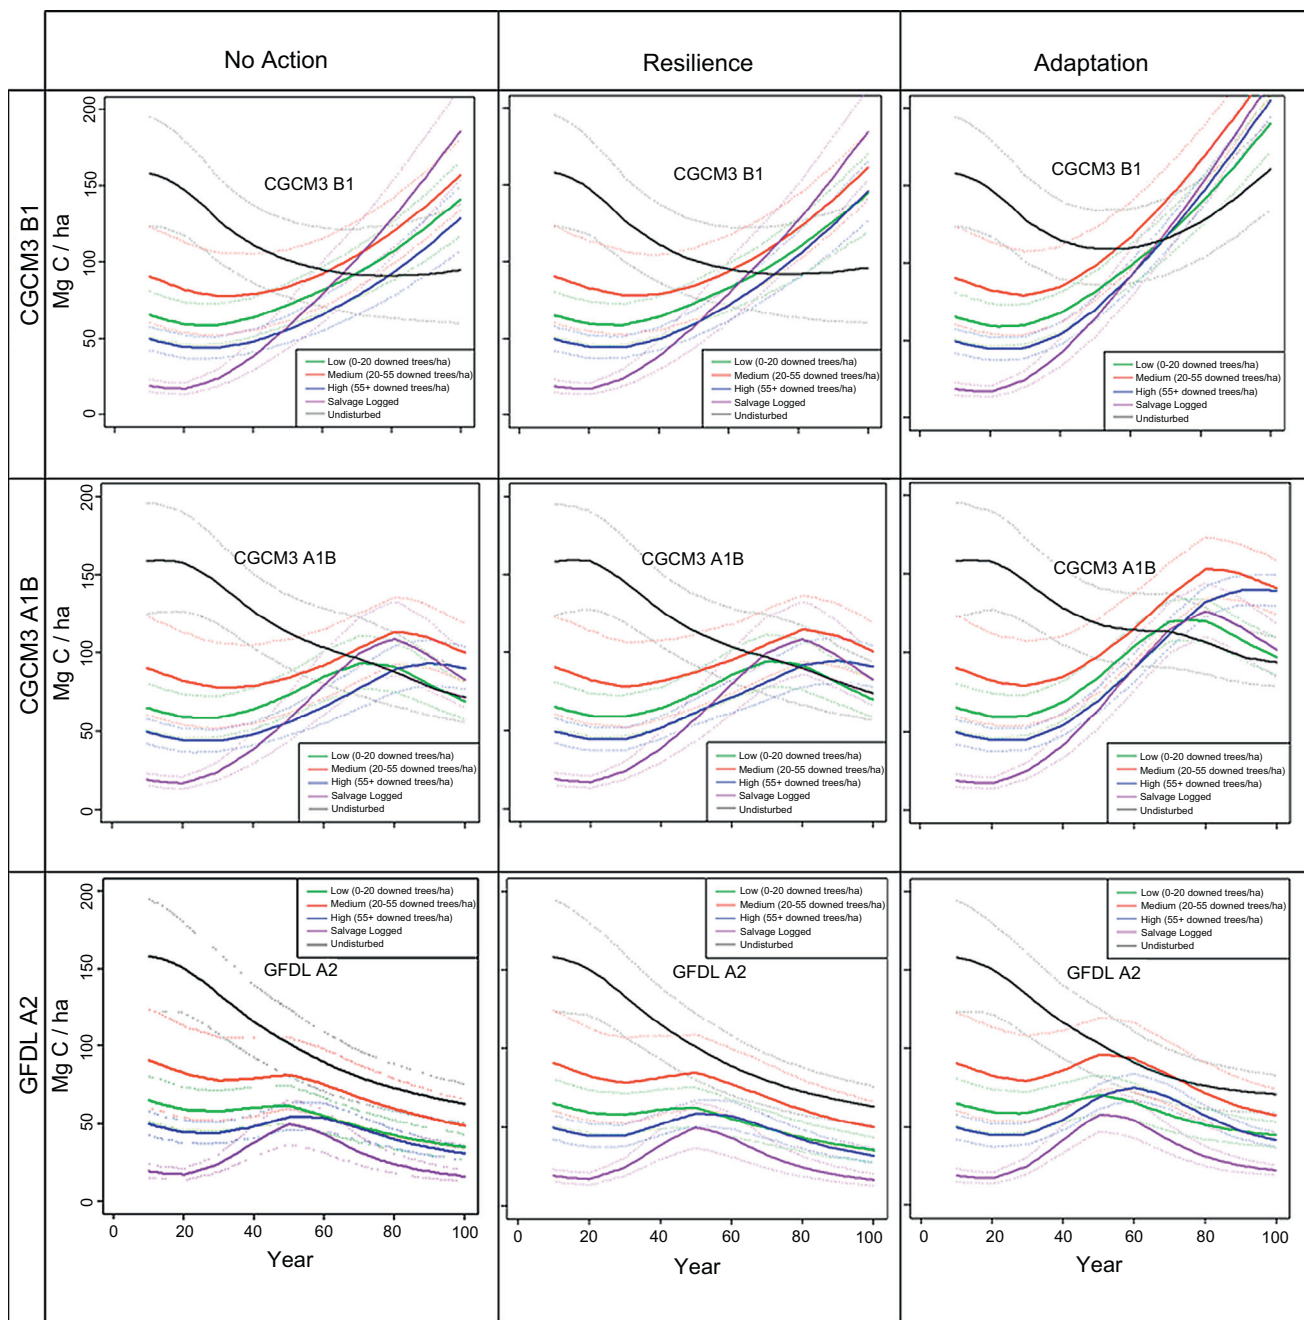 No Action
Resilience
Adaptation
CGCM3 B1
Mg C / ha
200
150
100
50
0
CGCM3 B1
Low (0-20 downed trees/ha)
Medium (20-55 downed trees/ha)
High (55+ downed trees/ha)
Salvage Logged
Undisturbed
CGCM3 B1
Low (0-20 downed trees/ha)
Medium (20-55 downed trees/ha)
High (55+ downed trees/ha)
Salvage Logged
Undisturbed
CGCM3 B1
Low (0-20 downed trees/ha)
Medium (20-55 downed trees/ha)
High (55+ downed trees/ha)
Salvage Logged
Undisturbed
CGCM3 A1B
Mg C / ha
200
150
100
50
0
CGCM3 A1B
Low (0-20 downed trees/ha)
Medium (20-55 downed trees/ha)
High (55+ downed trees/ha)
Salvage Logged
Undisturbed
CGCM3 A1B
Low (0-20 downed trees/ha)
Medium (20-55 downed trees/ha)
High (55+ downed trees/ha)
Salvage Logged
Undisturbed
CGCM3 A1B
Low (0-20 downed trees/ha)
Medium (20-55 downed trees/ha)
High (55+ downed trees/ha)
Salvage Logged
Undisturbed
GFDL A2
Mg C / ha
200
150
100
50
0
Low (0-20 downed trees/ha)
Medium (20-55 downed trees/ha)
High (55+ downed trees/ha)
Salvage Logged
Undisturbed
GFDL A2
0 20 40 60 80 100
Year
Low (0-20 downed trees/ha)
Medium (20-55 downed trees/ha)
High (55+ downed trees/ha)
Salvage Logged
Undisturbed
GFDL A2
0 20 40 60 80 100
Year
Low (0-20 downed trees/ha)
Medium (20-55 downed trees/ha)
High (55+ downed trees/ha)
Salvage Logged
Undisturbed
GFDL A2
0 20 40 60 80 100
Year